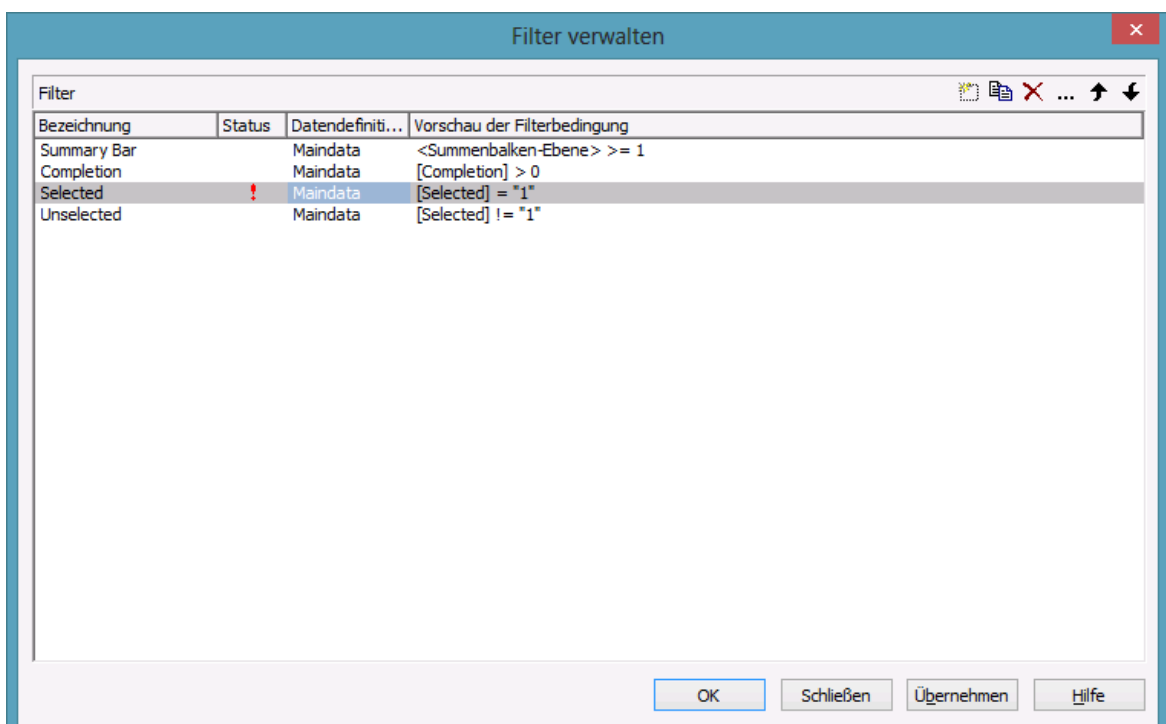 Filter verwalten
Filter
Bezeichnung Status Datendefiniti... Vorschau der Filterbedingung
Summary Bar Maindata <Summenbalken-Ebene> >= 1
Completion Maindata [Completion] > 0
Selected ! Maindata [Selected] = "1"
Unselected Maindata [Selected] != "1"
OK Schließen Übernehmen Hilfe